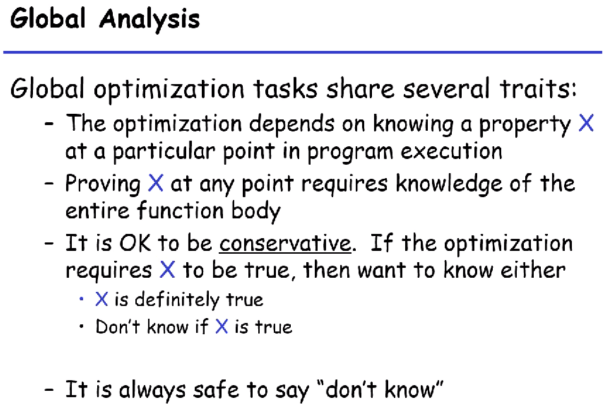 Global Analysis
Global optimization tasks share several traits:
– The optimization depends on knowing a property X
at a particular point in program execution
– Proving X at any point requires knowledge of the
entire function body
– It is OK to be conservative. If the optimization
requires X to be true, then want to know either
• X is definitely true
• Don't know if X is true
– It is always safe to say “don't know”